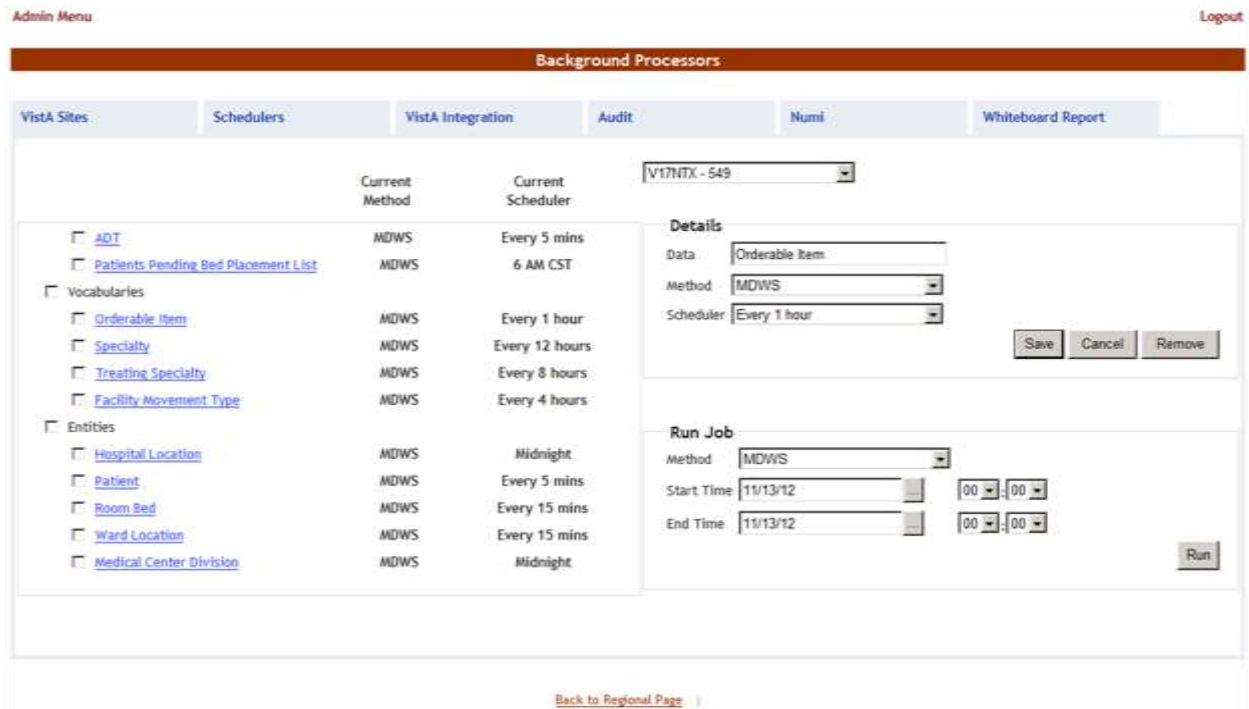 Admin Menu Logout
Background Processors
VistA Sites Schedulers VistA Integration Audit Numi Whiteboard Report
V17NTX - 549
Current Method Current Scheduler
ADT MDWS Every 5 mins
Patients Pending Bed Placement List MDWS 6 AM CST
Vocabularies
Orderable Item MDWS Every 1 hour
Specialty MDWS Every 12 hours
Treating Specialty MDWS Every 8 hours
Facility Movement Type MDWS Every 4 hours
Entities
Hospital Location MDWS Midnight
Patient MDWS Every 5 mins
Room Bed MDWS Every 15 mins
Ward Location MDWS Every 15 mins
Medical Center Division MDWS Midnight
Details
Data Orderable Item
Method MDWS
Scheduler Every 1 hour
Save Cancel Remove
Run Job
Method MDWS
Start Time 11/13/12 ... 00 : 00
End Time 11/13/12 ... 00 : 00
Run
Back to Regional Page |